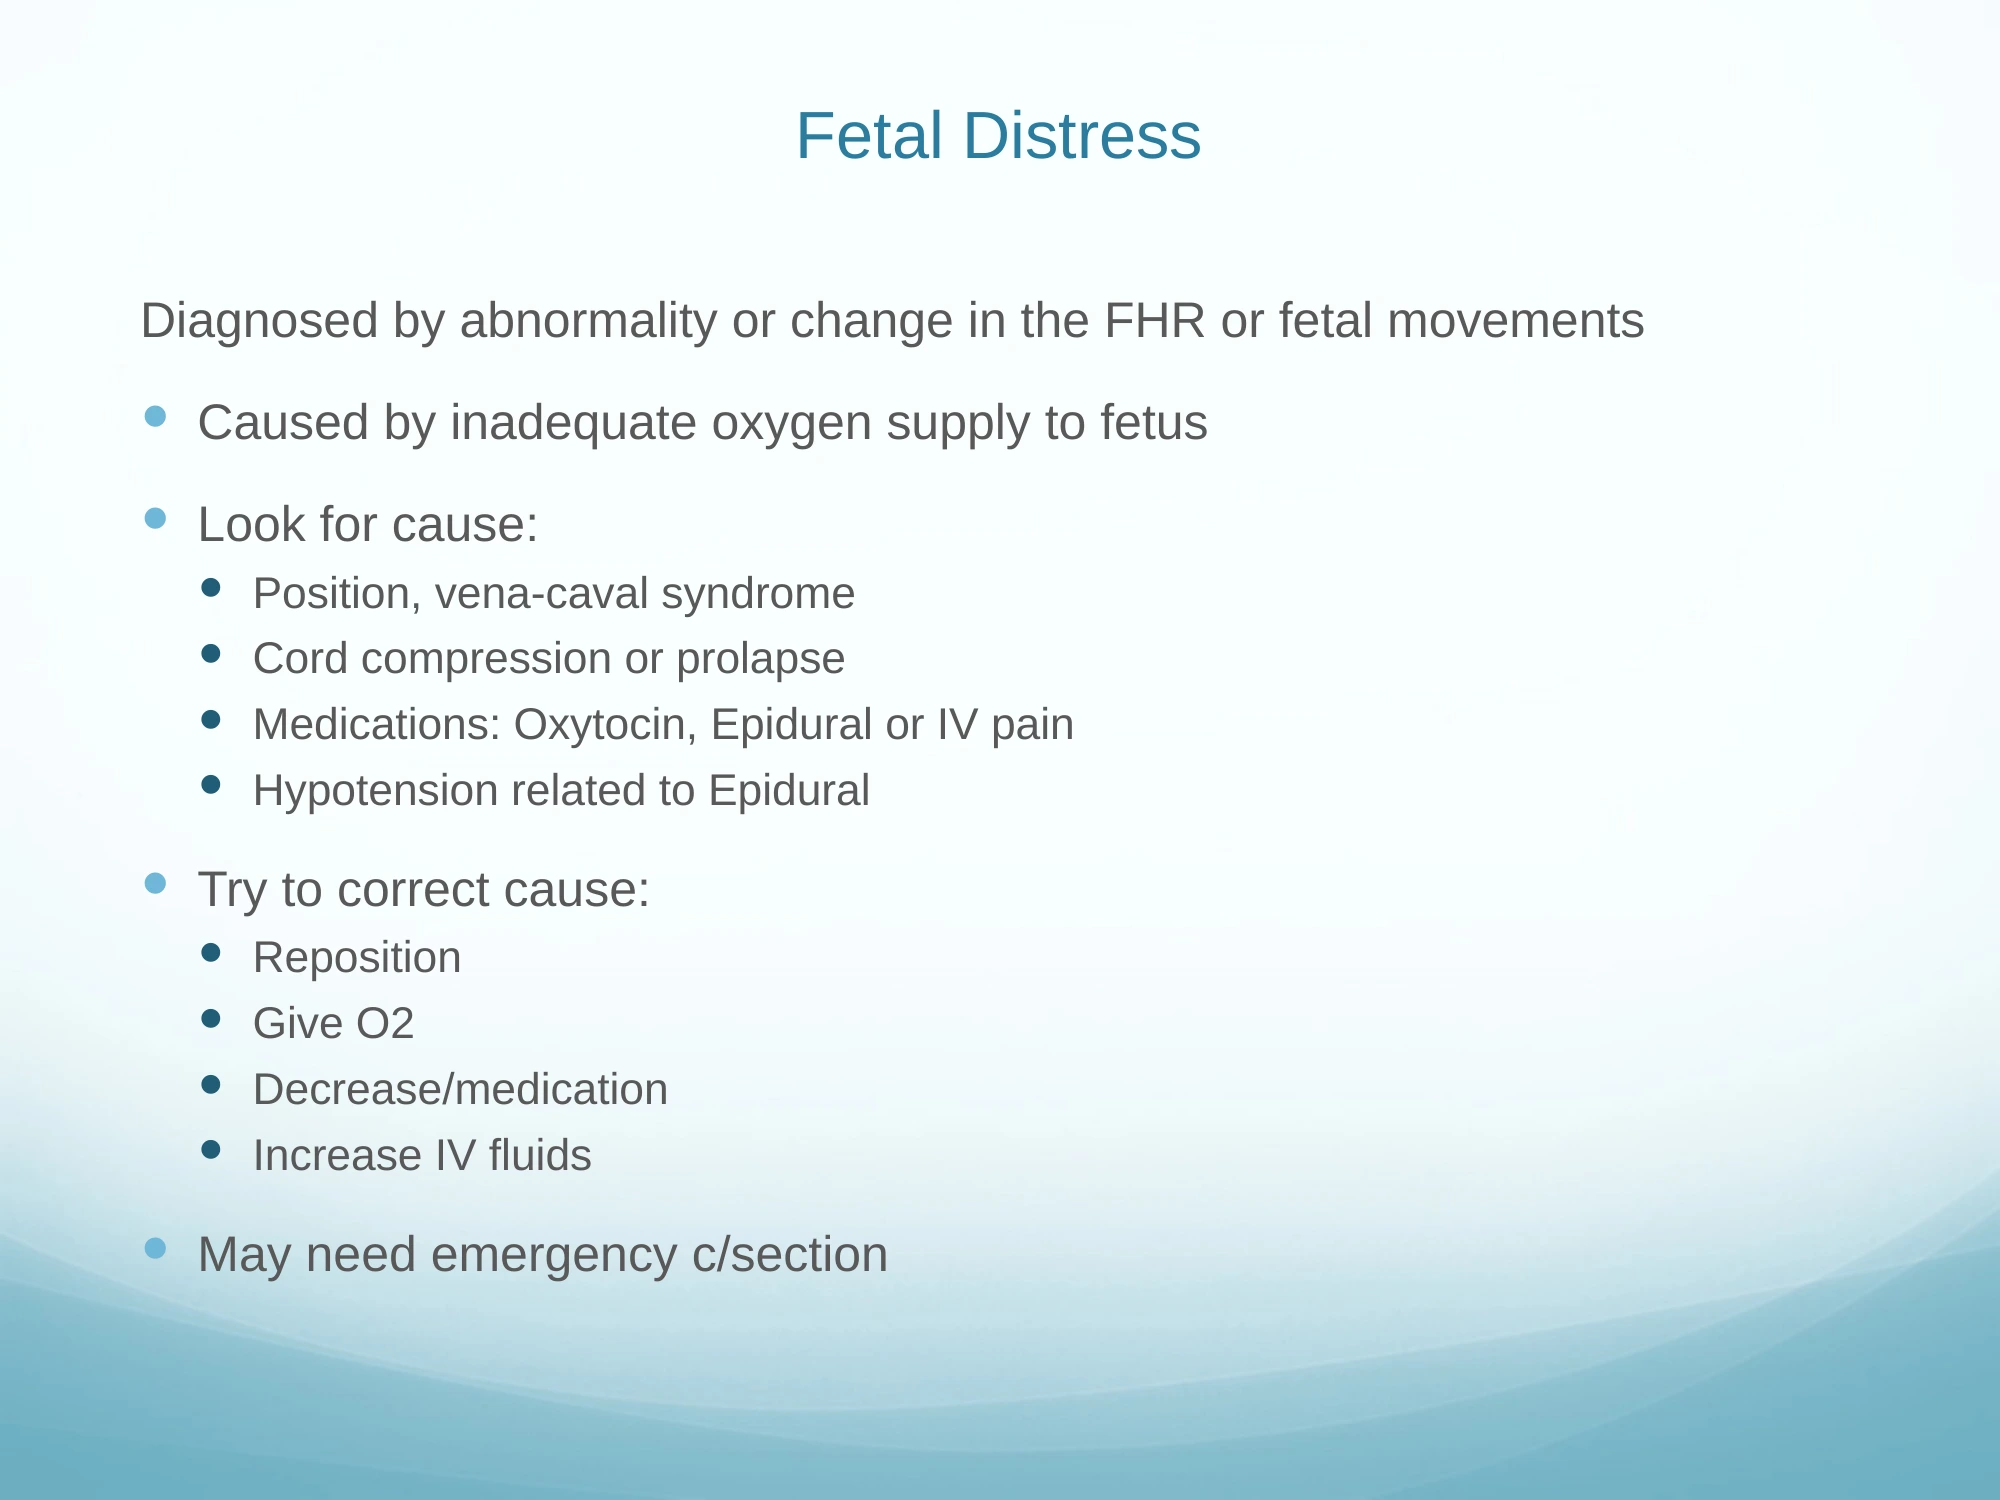 Fetal Distress
Diagnosed by abnormality or change in the FHR or fetal movements
Caused by inadequate oxygen supply to fetus
Look for cause:
Position, vena-caval syndrome
Cord compression or prolapse
Medications: Oxytocin, Epidural or IV pain
Hypotension related to Epidural
Try to correct cause:
Reposition
Give O2
Decrease/medication
Increase IV fluids
May need emergency c/section